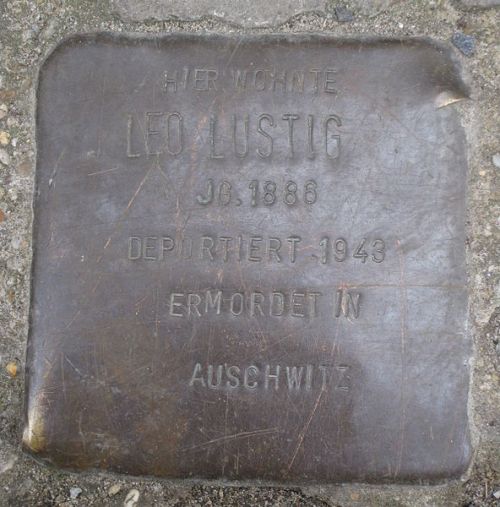 HIER WOHNTE
LEO LUSTIG
JG. 1886
DEPORTIERT 1943
ERMORDET IN
AUSCHWITZ